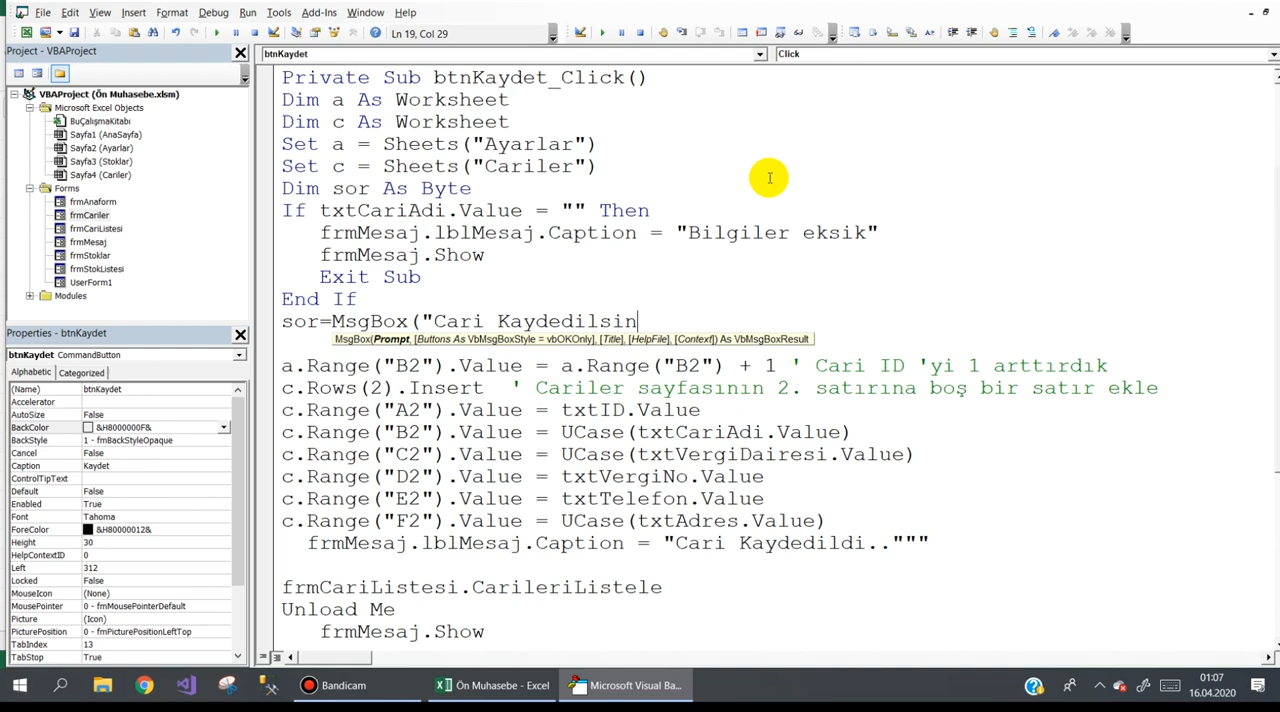 File Edit View Insert Format Debug Run Tools Add-Ins Window Help
Ln 19, Col 29
Project - VBAProject
btnKaydet
Click
VBAProject (Ön Muhasebe.xlsm)
Microsoft Excel Objects
BuÇalışmaKitabı
Sayfa1 (AnaSayfa)
Sayfa2 (Ayarlar)
Sayfa3 (Stoklar)
Sayfa4 (Cariler)
Forms
frmAnaform
frmCariler
frmCariListesi
frmMesaj
frmStoklar
frmStokListesi
UserForm1
Modules
Properties - btnKaydet
btnKaydet CommandButton
Alphabetic Categorized
(Name) btnKaydet
Accelerator
AutoSize False
BackColor &H8000000F&
BackStyle 1 - fmBackStyleOpaque
Cancel False
Caption Kaydet
ControlTipText
Default False
Enabled True
Font Tahoma
ForeColor &H80000012&
Height 30
HelpContextID 0
Left 312
Locked False
MouseIcon (None)
MousePointer 0 - fmMousePointerDefault
Picture (Icon)
PicturePosition 0 - fmPicturePositionLeftTop
TabIndex 13
TabStop True
Private Sub btnKaydet_Click()
Dim a As Worksheet
Dim c As Worksheet
Set a = Sheets("Ayarlar")
Set c = Sheets("Cariler")
Dim sor As Byte
If txtCariAdi.Value = "" Then
frmMesaj.lblMesaj.Caption = "Bilgiler eksik"
frmMesaj.Show
Exit Sub
End If
sor=MsgBox("Cari Kaydedilsin
MsgBox(Prompt, [Buttons As VbMsgBoxStyle = vbOKOnly], [Title], [HelpFile], [Context]) As VbMsgBoxResult
a.Range("B2").Value = a.Range("B2") + 1 ' Cari ID 'yi 1 arttırdık
c.Rows(2).Insert ' Cariler sayfasının 2. satırına boş bir satır ekle
c.Range("A2").Value = txtID.Value
c.Range("B2").Value = UCase(txtCariAdi.Value)
c.Range("C2").Value = UCase(txtVergiDairesi.Value)
c.Range("D2").Value = txtVergiNo.Value
c.Range("E2").Value = txtTelefon.Value
c.Range("F2").Value = UCase(txtAdres.Value)
frmMesaj.lblMesaj.Caption = "Cari Kaydedildi.."""
frmCariListesi.CarileriListele
Unload Me
frmMesaj.Show
Bandicam
Ön Muhasebe - Excel
Microsoft Visual Ba...
01:07
16.04.2020